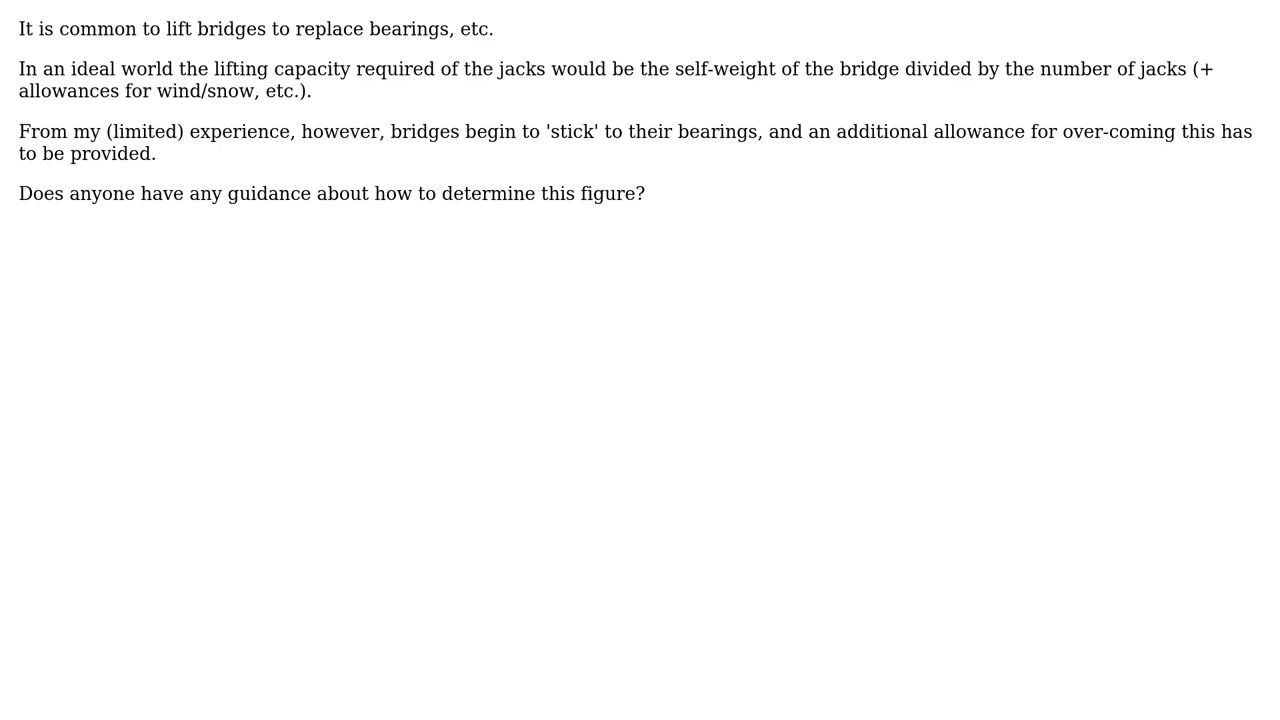 It is common to lift bridges to replace bearings, etc.
In an ideal world the lifting capacity required of the jacks would be the self-weight of the bridge divided by the number of jacks (+
allowances for wind/snow, etc.).
From my (limited) experience, however, bridges begin to 'stick' to their bearings, and an additional allowance for over-coming this has
to be provided.
Does anyone have any guidance about how to determine this figure?